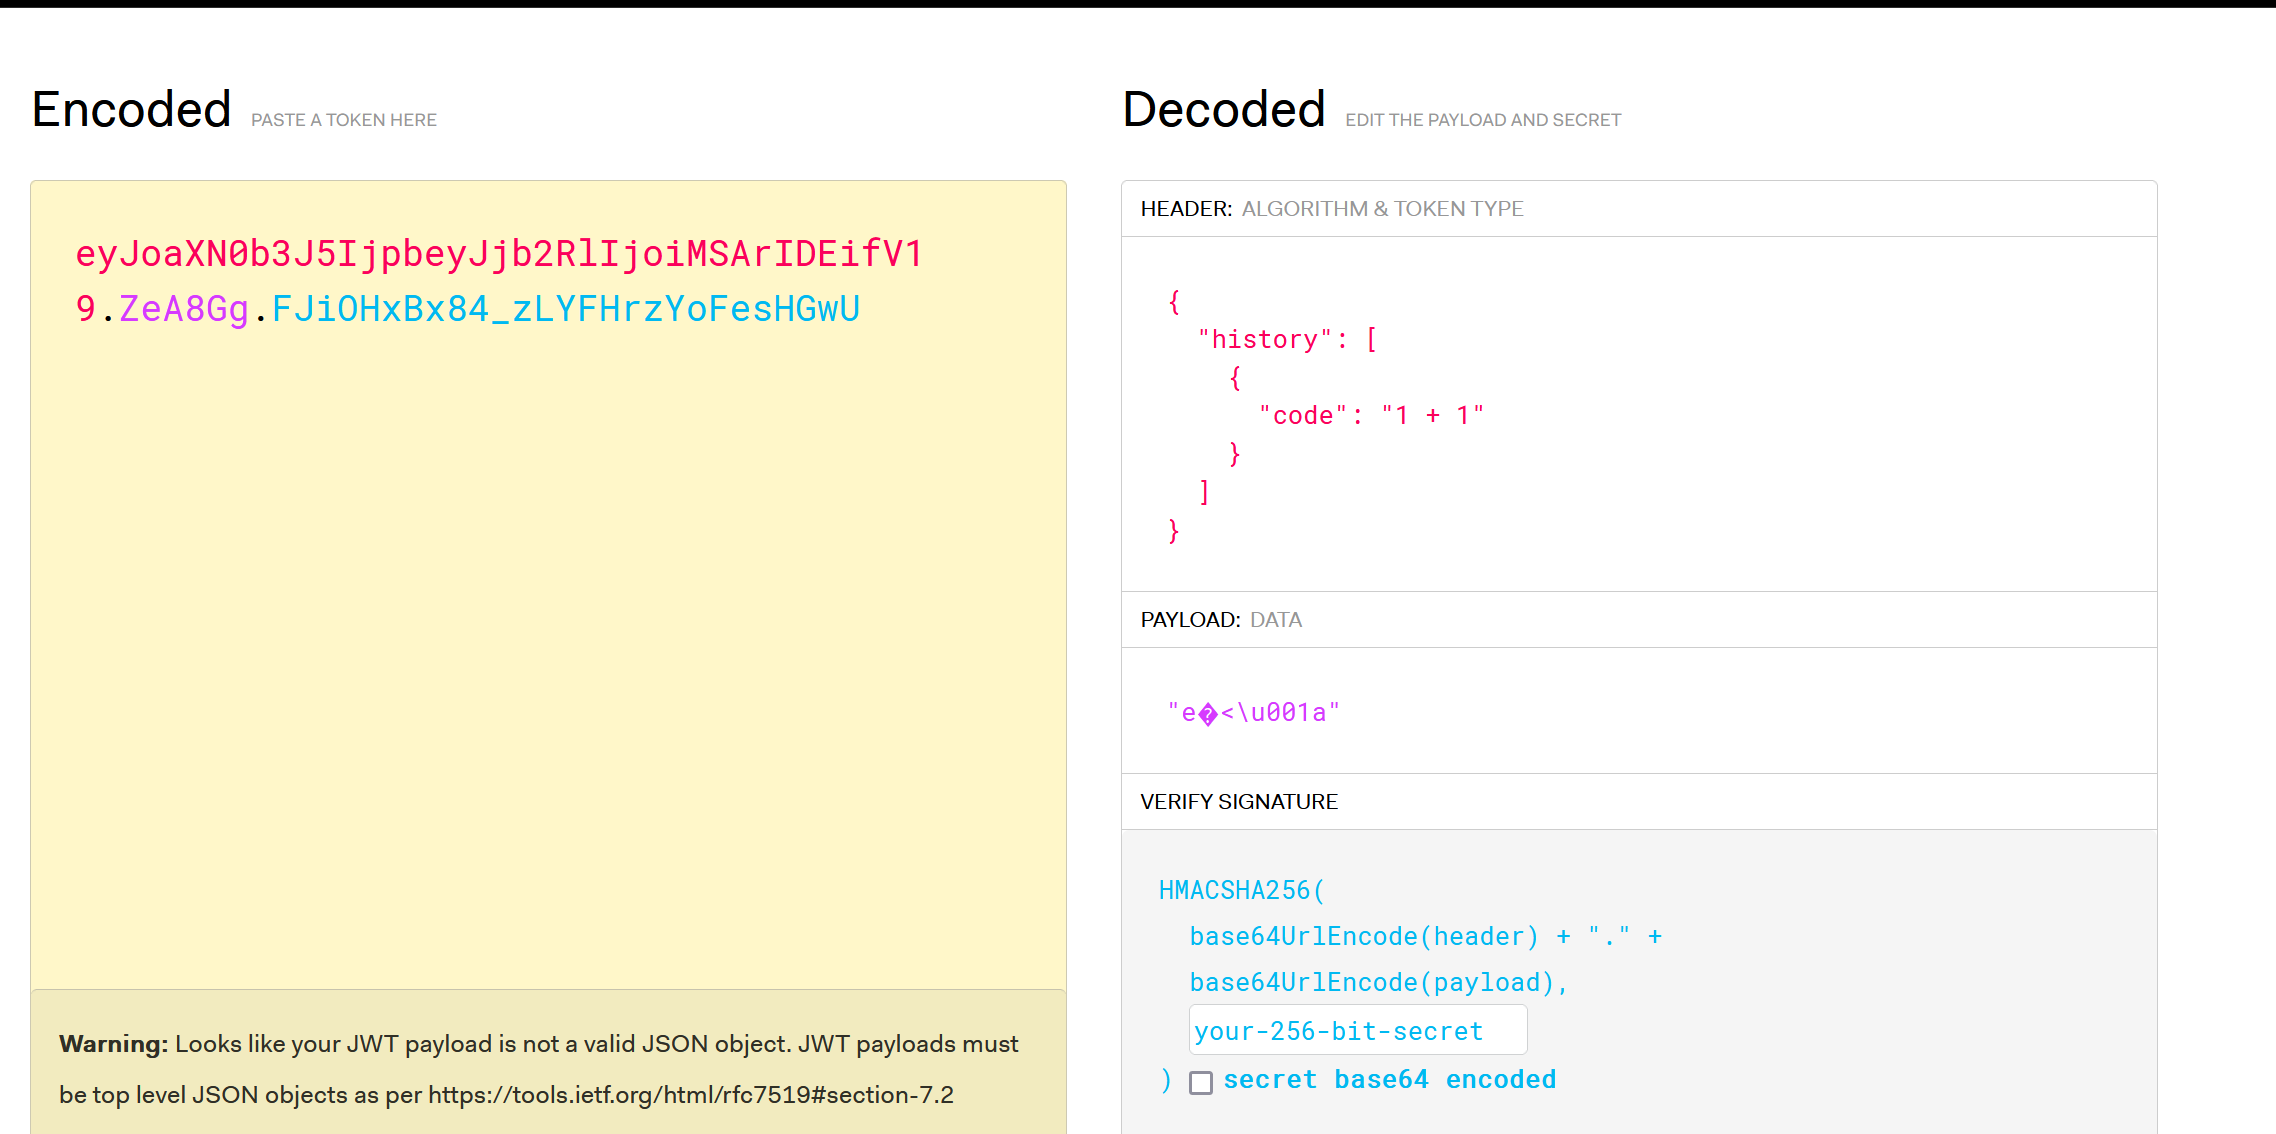 Encoded PASTE A TOKEN HERE
eyJoaXN0b3J5IjpbeyJjb2RlIjoiMSArIDEifV1
9.ZeA8Gg.FJiOHxBx84_zLYFHrzYoFesHGwU
Warning: Looks like your JWT payload is not a valid JSON object. JWT payloads must
be top level JSON objects as per https://tools.ietf.org/html/rfc7519#section-7.2
Decoded EDIT THE PAYLOAD AND SECRET
HEADER: ALGORITHM & TOKEN TYPE
{
"history": [
{
"code": "1 + 1"
}
]
}
PAYLOAD: DATA
"e�<\u001a"
VERIFY SIGNATURE
HMACSHA256(
base64UrlEncode(header) + "." +
base64UrlEncode(payload),
your-256-bit-secret
) secret base64 encoded